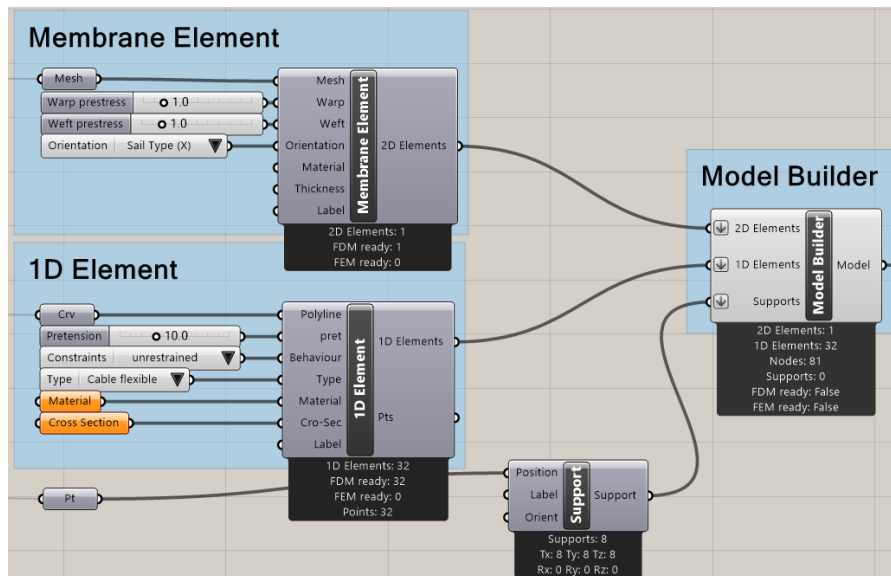 Membrane Element
Mesh
Warp prestress 1.0
Weft prestress 1.0
Orientation Sail Type (X)
Mesh
Warp
Weft
Orientation
Material
Thickness
Label
Membrane Element
2D Elements
2D Elements: 1
FDM ready: 1
FEM ready: 0
1D Element
Crv
Pretension 10.0
Constraints unrestrained
Type Cable flexible
Material
Cross Section
Polyline
pret
Behaviour
Type
Material
Cro-Sec
Label
1D Element
1D Elements
Pts
1D Elements: 32
FDM ready: 32
FEM ready: 0
Points: 32
Pt
Position
Label
Orient
Support
Support
Supports: 8
Tx: 8 Ty: 8 Tz: 8
Rx: 0 Ry: 0 Rz: 0
Model Builder
2D Elements
1D Elements
Supports
Model Builder
Model
2D Elements: 1
1D Elements: 32
Nodes: 81
Supports: 0
FDM ready: False
FEM ready: False